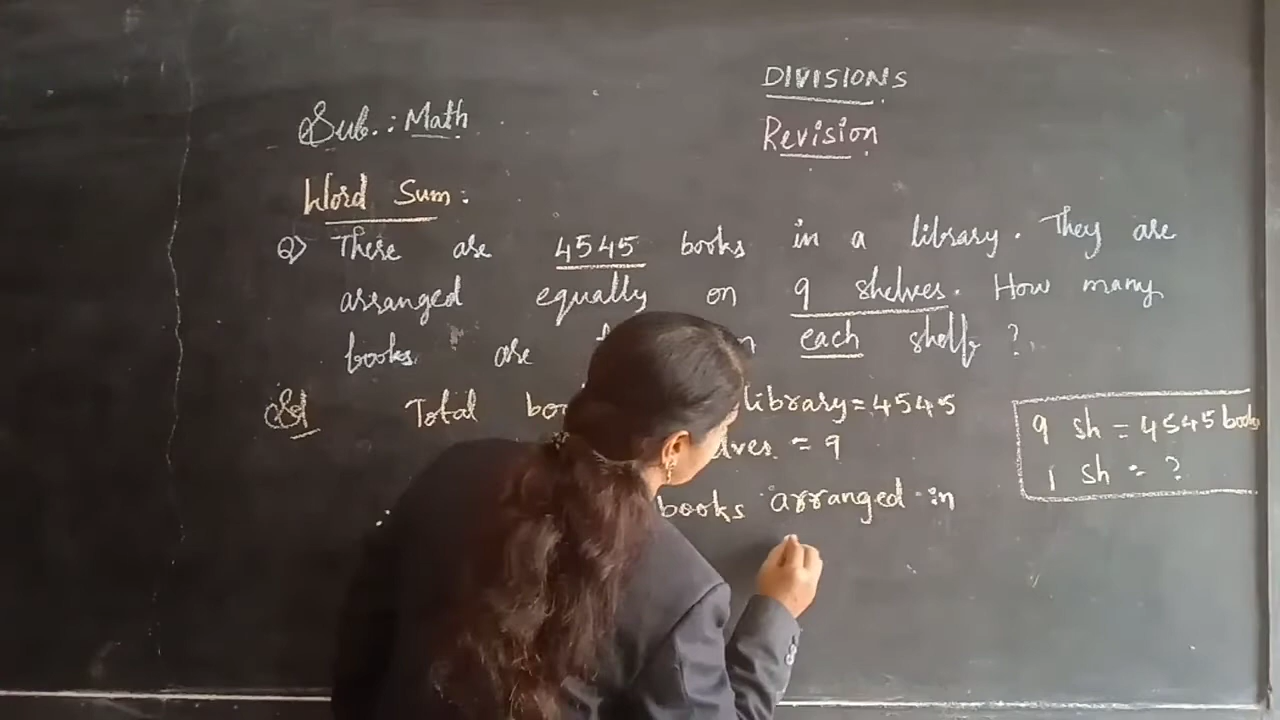 DIVISIONS
Sub.: Math
Revision
Word Sum:
Q) There are 4545 books in a library. They are
arranged equally on 9 shelves. How many
books are each shelf ?
Sol Total library = 4545
= 9
books arranged in
9 sh = 4545 books
1 sh = ?